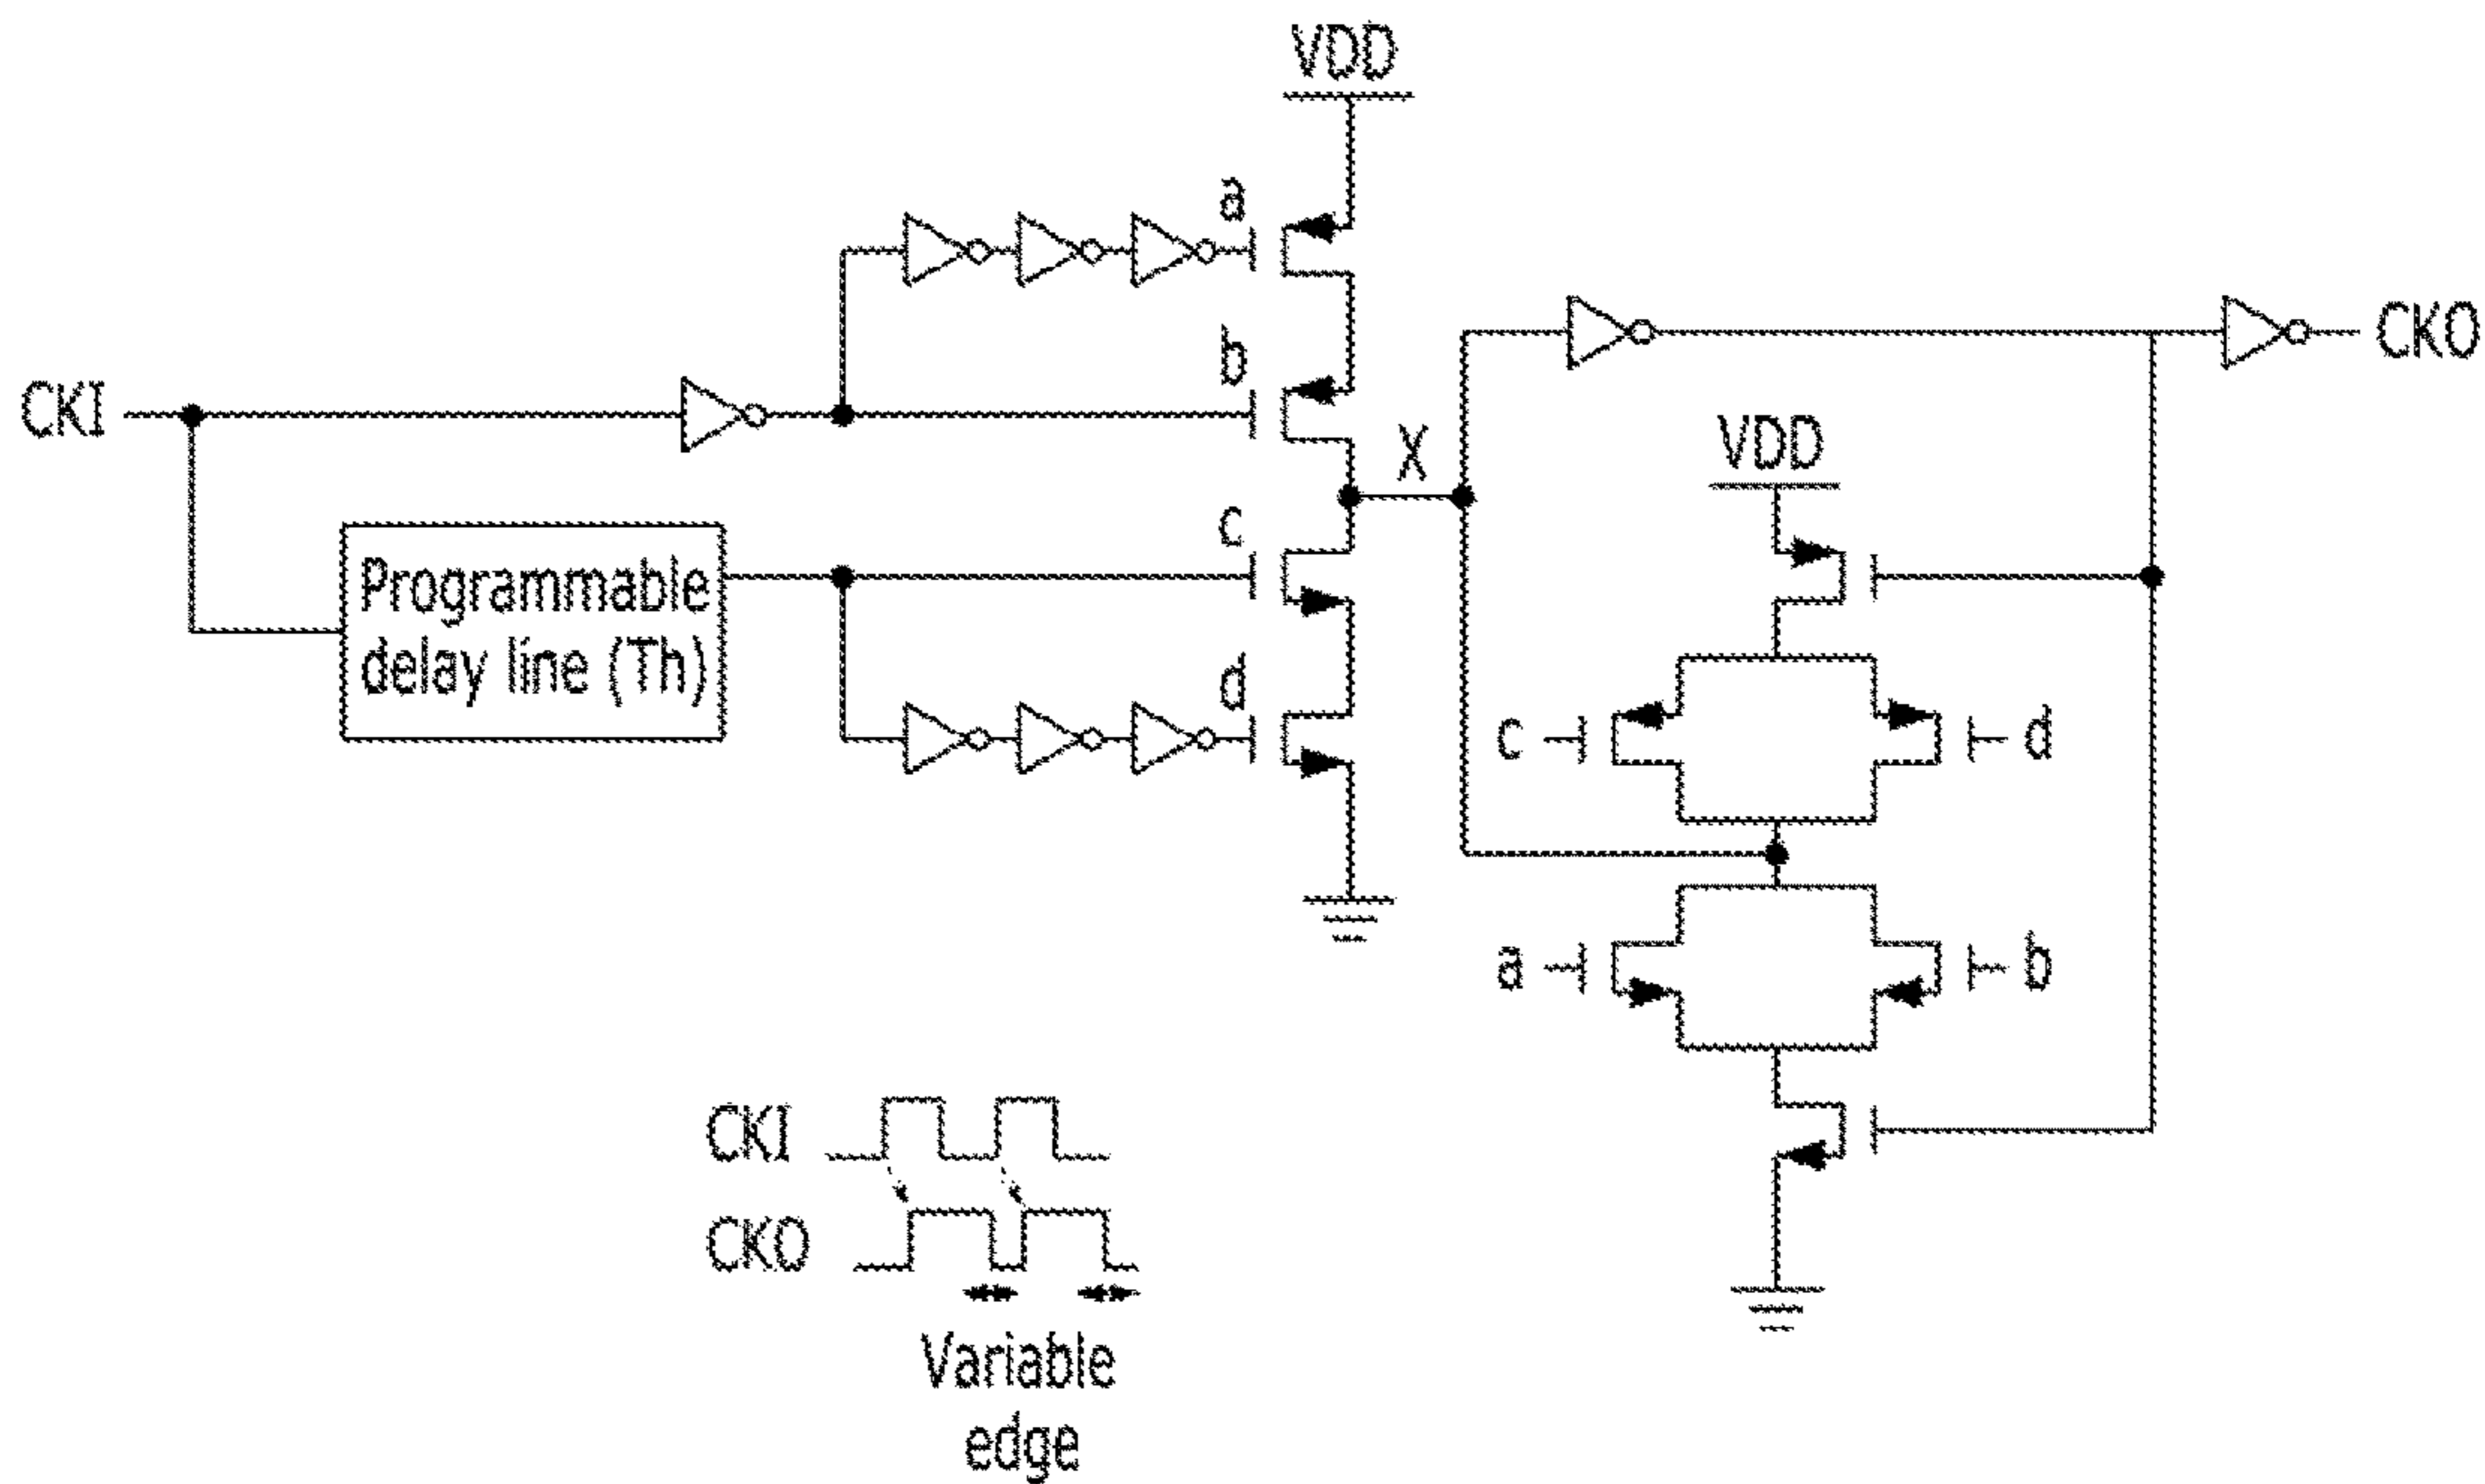 VDD
a
b
CKI
CKO
X
VDD
c
Programmable
delay line (Th)
d
c
d
a
b
CKI
CKO
Variable
edge